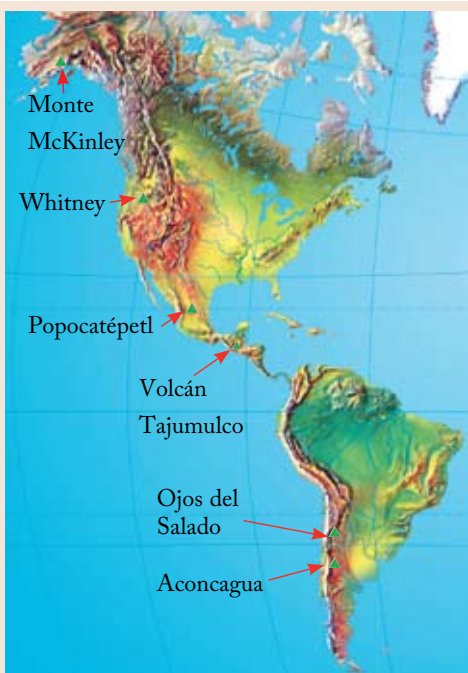 Monte
McKinley
Whitney
Popocatépetl
Volcán
Tajumulco
Ojos del
Salado
Aconcagua